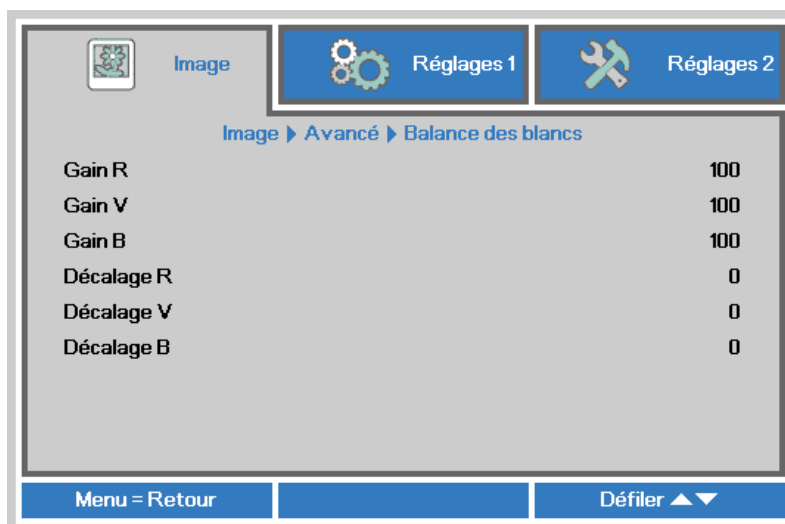 Image Réglages 1 Réglages 2
Image Avancé Balance des blancs
Gain R 100
Gain V 100
Gain B 100
Décalage R 0
Décalage V 0
Décalage B 0
Menu = Retour Défiler